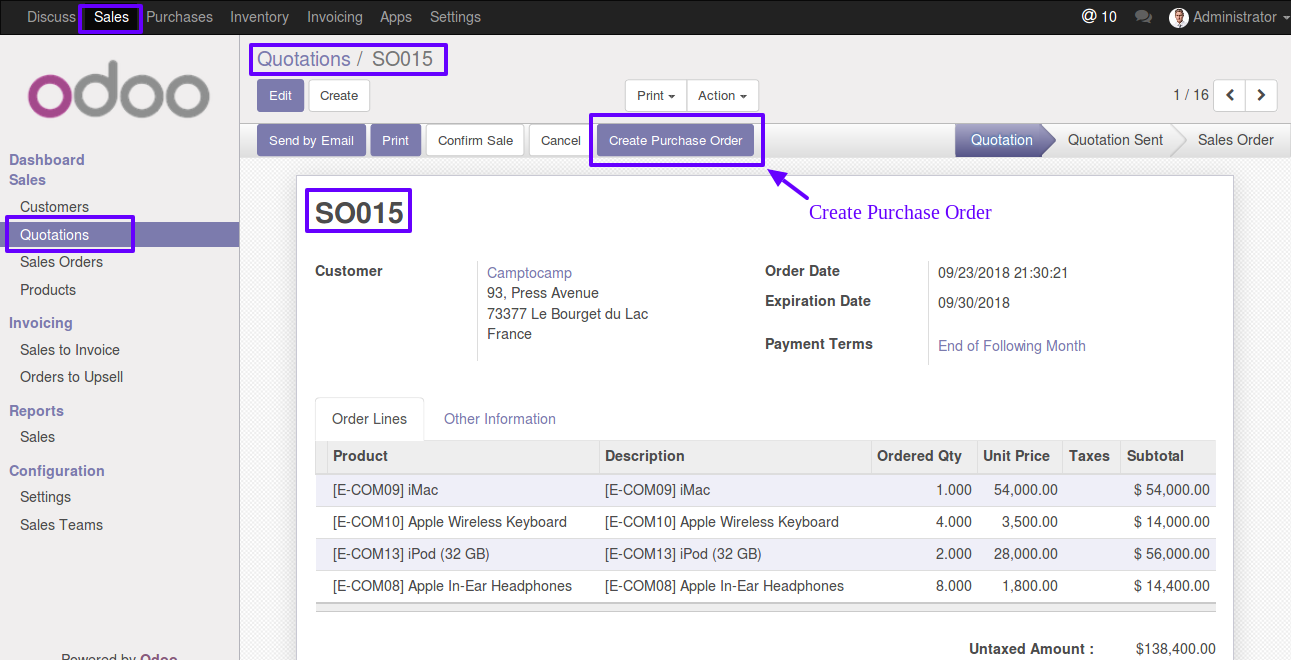 Discuss Sales Purchases Inventory Invoicing Apps Settings @ 10 Administrator
odoo
Dashboard
Sales
Customers
Quotations
Sales Orders
Products
Invoicing
Sales to Invoice
Orders to Upsell
Reports
Sales
Configuration
Settings
Sales Teams
Powered by Odoo
Quotations / SO015
Edit Create Print Action 1 / 16
Send by Email Print Confirm Sale Cancel Create Purchase Order Quotation Quotation Sent Sales Order
Create Purchase Order
SO015
Customer
Camptocamp
93, Press Avenue
73377 Le Bourget du Lac
France
Order Date 09/23/2018 21:30:21
Expiration Date 09/30/2018
Payment Terms End of Following Month
Order Lines Other Information
Product Description Ordered Qty Unit Price Taxes Subtotal
[E-COM09] iMac [E-COM09] iMac 1.000 54,000.00 $ 54,000.00
[E-COM10] Apple Wireless Keyboard [E-COM10] Apple Wireless Keyboard 4.000 3,500.00 $ 14,000.00
[E-COM13] iPod (32 GB) [E-COM13] iPod (32 GB) 2.000 28,000.00 $ 56,000.00
[E-COM08] Apple In-Ear Headphones [E-COM08] Apple In-Ear Headphones 8.000 1,800.00 $ 14,400.00
Untaxed Amount : $138,400.00